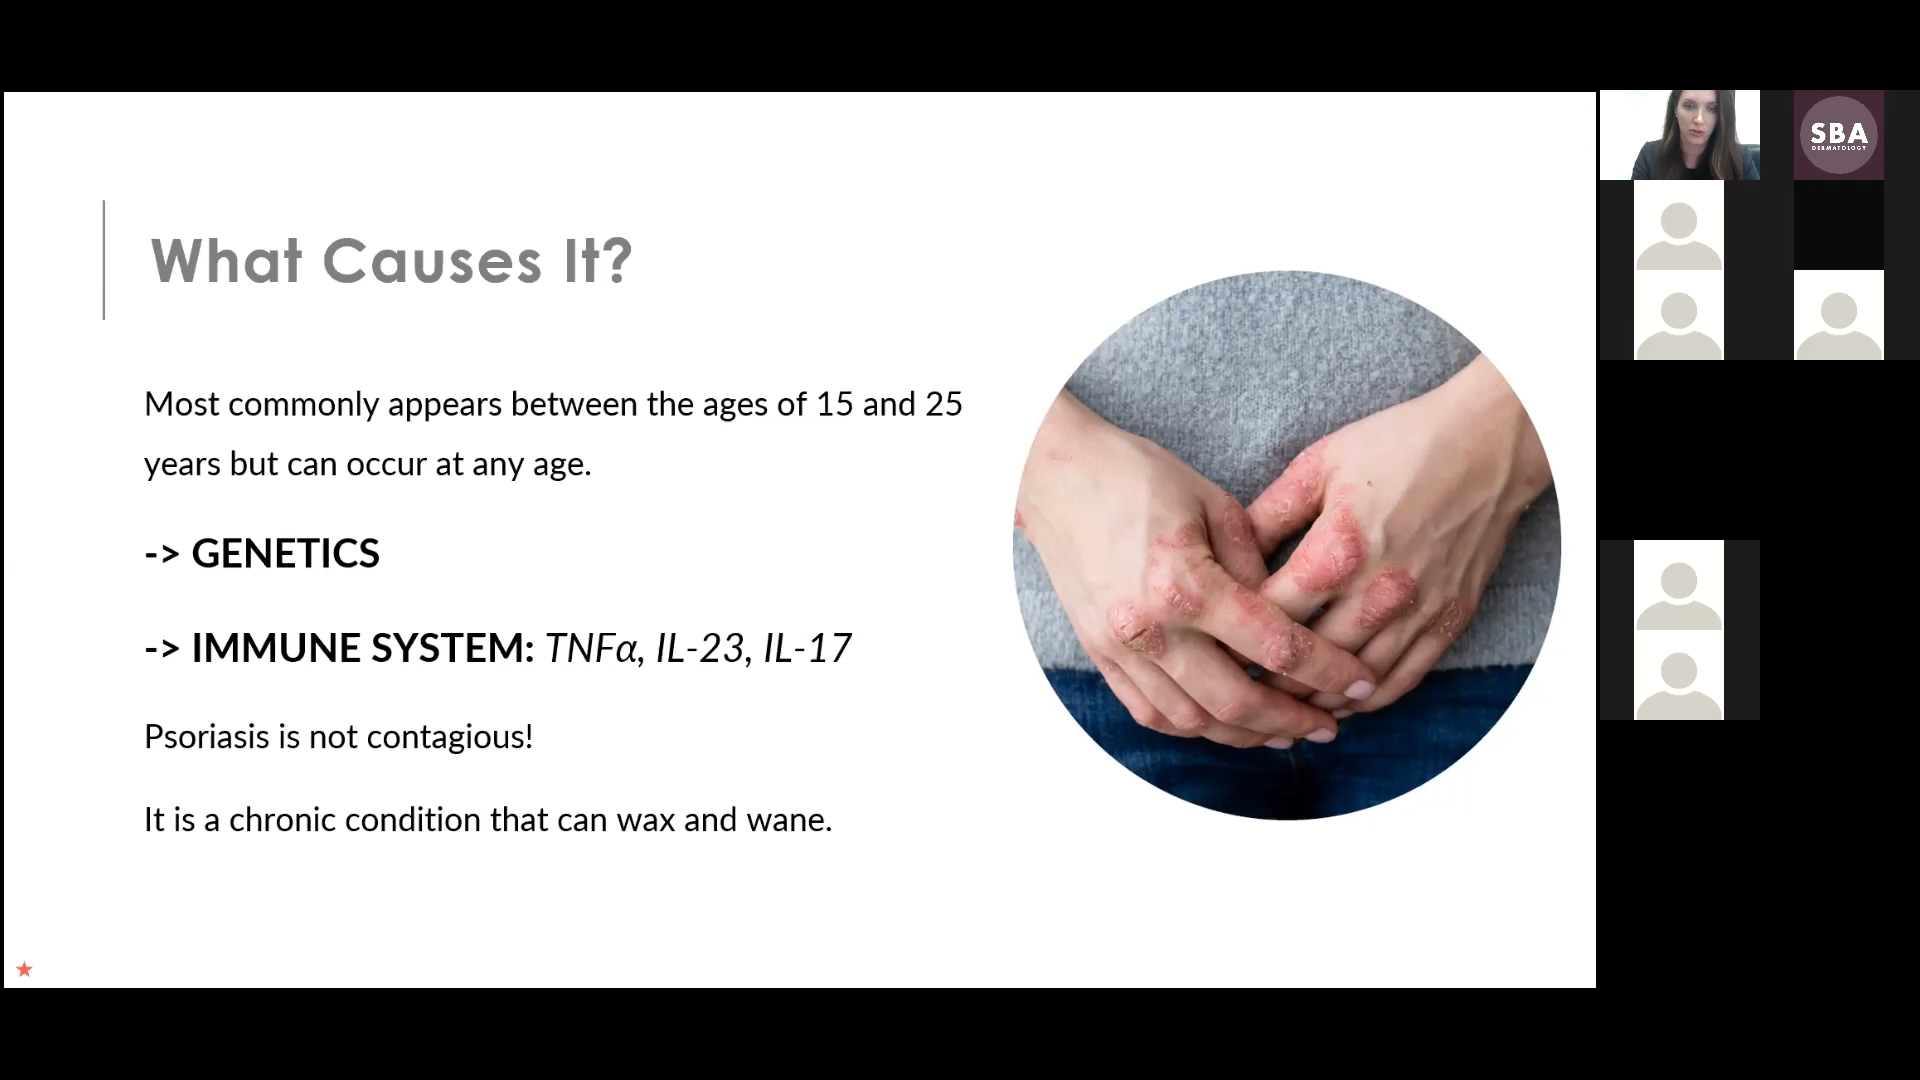 What Causes It?
Most commonly appears between the ages of 15 and 25
years but can occur at any age.
-> GENETICS
-> IMMUNE SYSTEM: TNFα, IL-23, IL-17
Psoriasis is not contagious!
It is a chronic condition that can wax and wane.
SBA
DERMATOLOGY